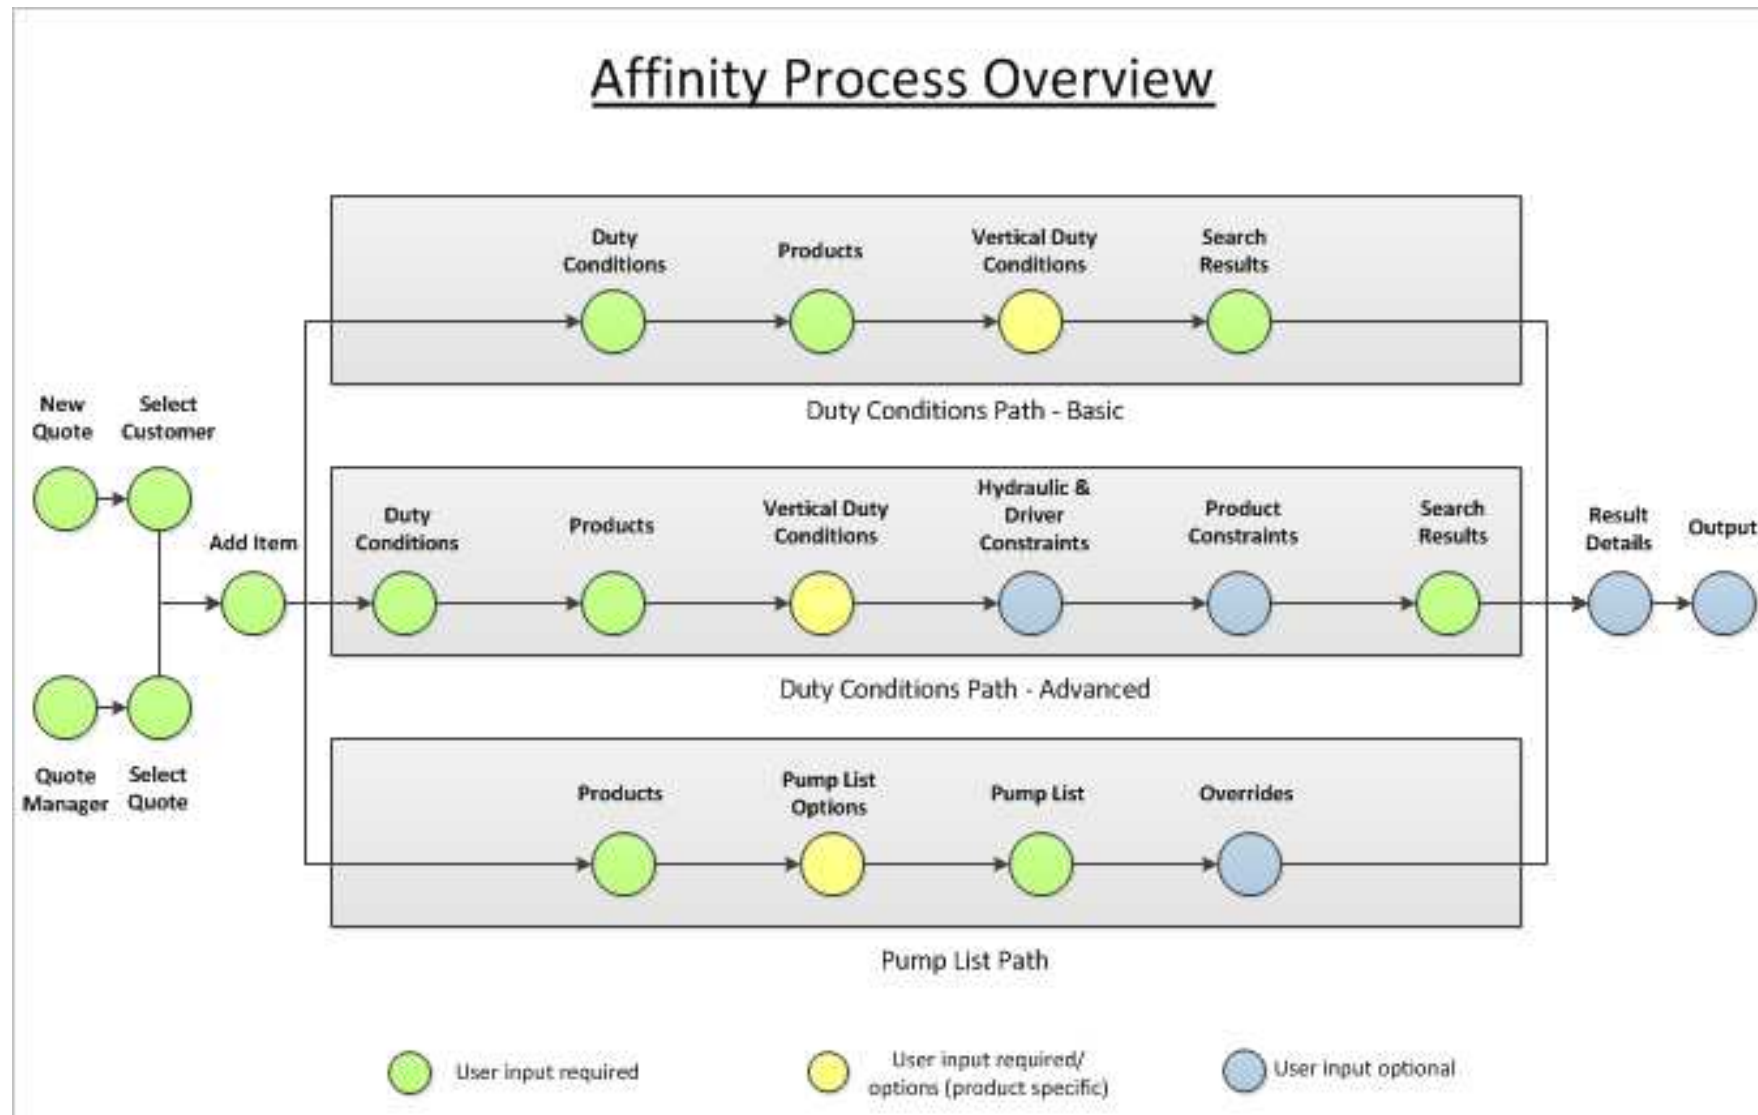 Affinity Process Overview
Duty
Conditions
Products
Vertical Duty
Conditions
Search
Results
Duty Conditions Path - Basic
New
Quote
Select
Customer
Add Item
Duty
Conditions
Products
Vertical Duty
Conditions
Hydraulic &
Driver
Constraints
Product
Constraints
Search
Results
Result
Details
Output
Duty Conditions Path - Advanced
Quote
Manager
Select
Quote
Products
Pump List
Options
Pump List
Overrides
Pump List Path
User input required
User input required/
options (product specific)
User input optional